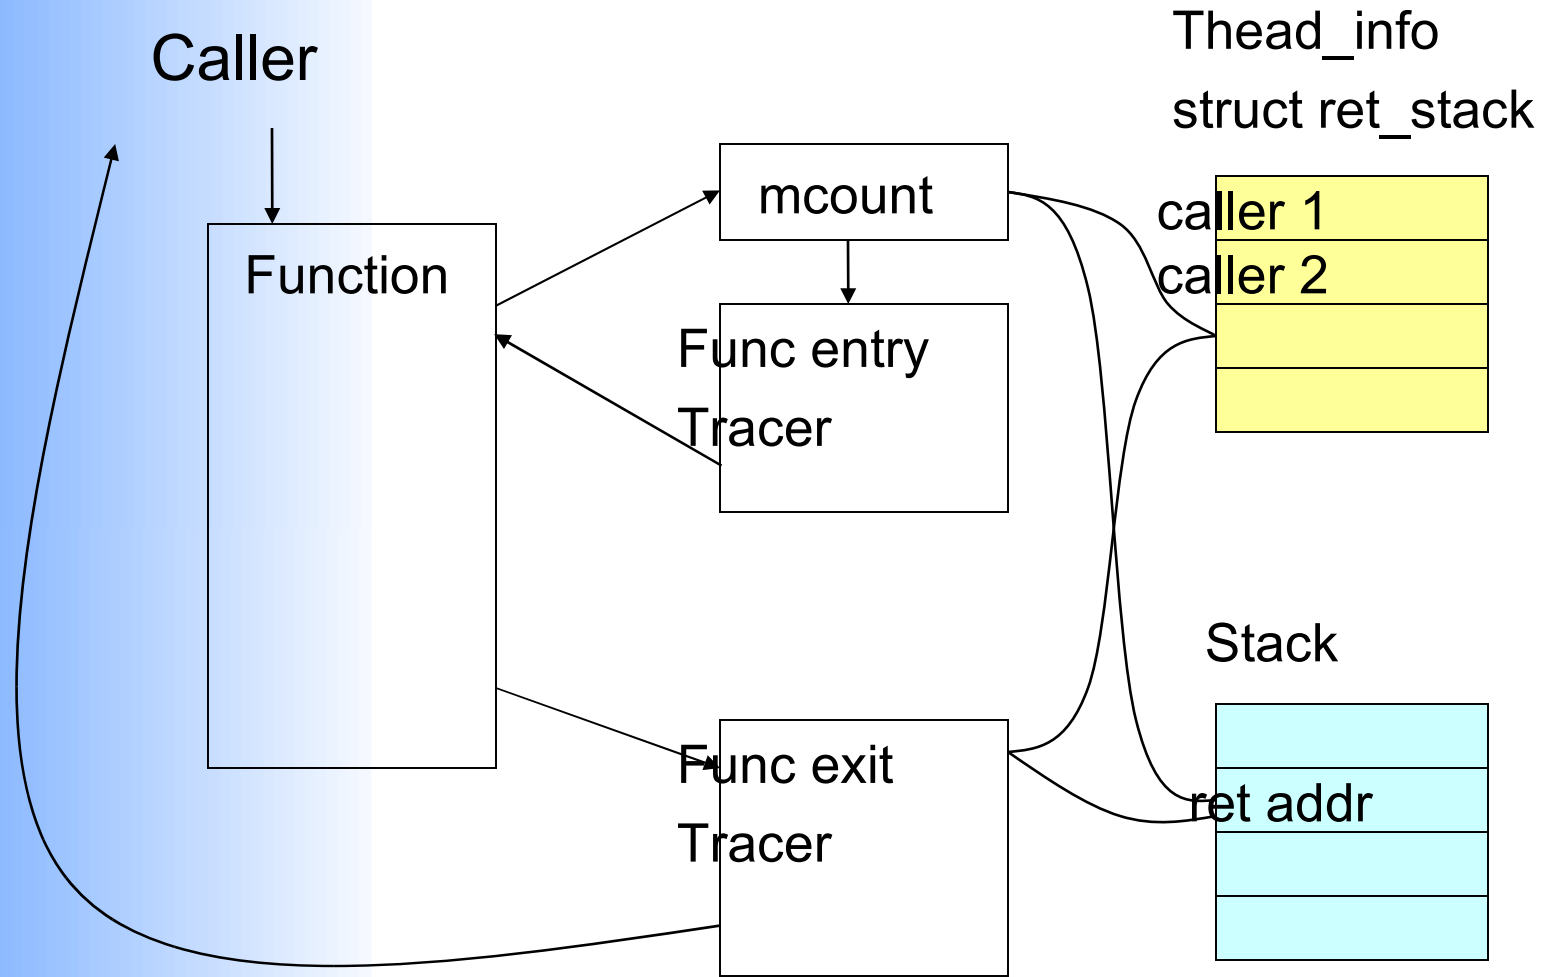 Caller
Thead_info
struct ret_stack
mcount
caller 1
Function
caller 2
Func entry
Tracer
Stack
Func exit
ret addr
Tracer